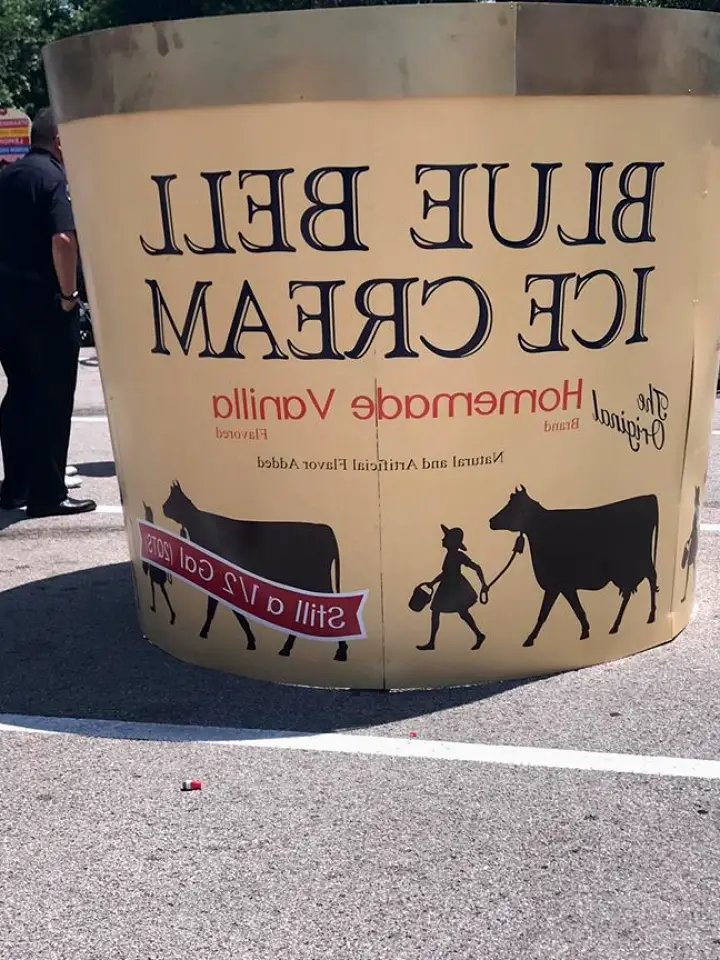 BLUE BELL
ICE CREAM
The
Original
Homemade Vanilla
Brand
Flavored
Natural and Artificial Flavor Added
Still a 1/2 Gal (2QTS)